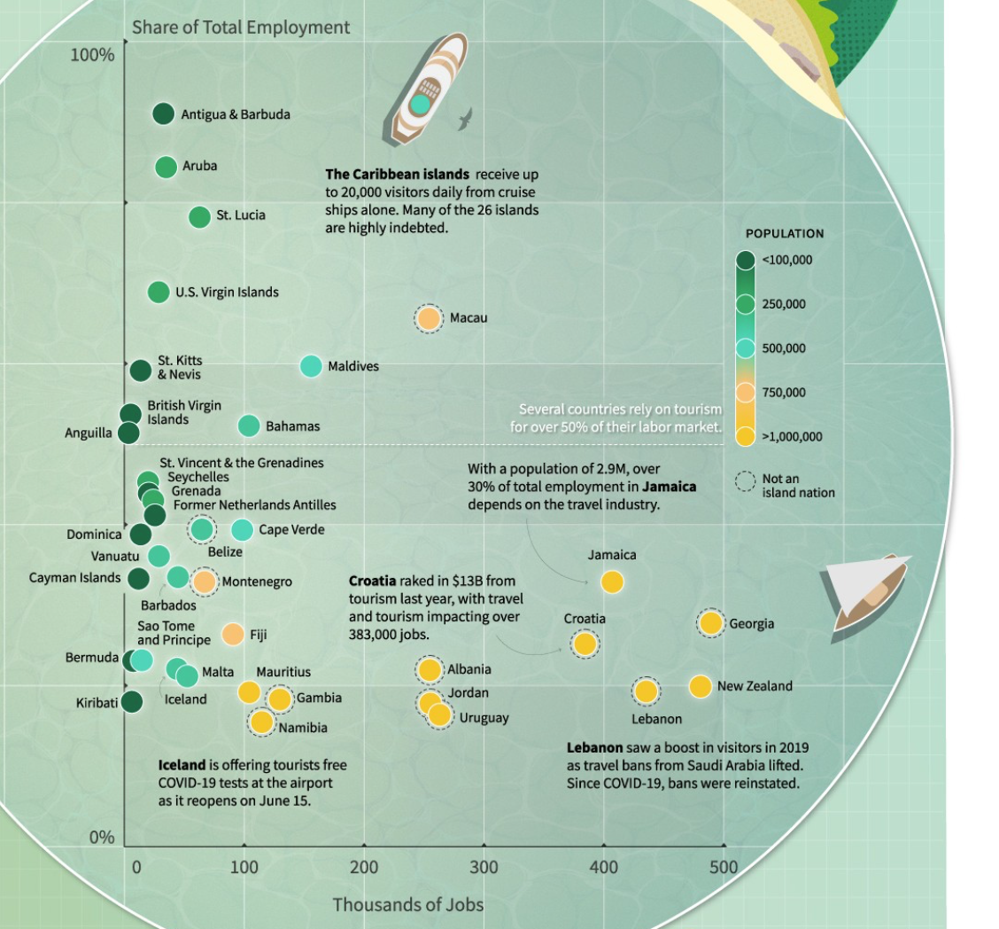 Share of Total Employment
100%
Antigua & Barbuda
Aruba
The Caribbean islands receive up
to 20,000 visitors daily from cruise
ships alone. Many of the 26 islands
are highly indebted.
St. Lucia
POPULATION
<100,000
250,000
500,000
750,000
>1,000,000
Not an
island nation
U.S. Virgin Islands
Macau
St. Kitts
& Nevis
Maldives
British Virgin
Islands
Anguilla
Bahamas
Several countries rely on tourism
for over 50% of their labor market.
St. Vincent & the Grenadines
Seychelles
Grenada
Former Netherlands Antilles
With a population of 2.9M, over
30% of total employment in Jamaica
depends on the travel industry.
Dominica
Cape Verde
Belize
Vanuatu
Jamaica
Cayman Islands
Montenegro
Barbados
Croatia raked in $13B from
tourism last year, with travel
and tourism impacting over
383,000 jobs.
Croatia
Georgia
Sao Tome
and Principe
Fiji
Bermuda
Malta
Mauritius
Albania
Iceland
Jordan
New Zealand
Kiribati
Gambia
Uruguay
Lebanon
Namibia
Lebanon saw a boost in visitors in 2019
as travel bans from Saudi Arabia lifted.
Since COVID-19, bans were reinstated.
Iceland is offering tourists free
COVID-19 tests at the airport
as it reopens on June 15.
0%
0
100
200
300
400
500
Thousands of Jobs